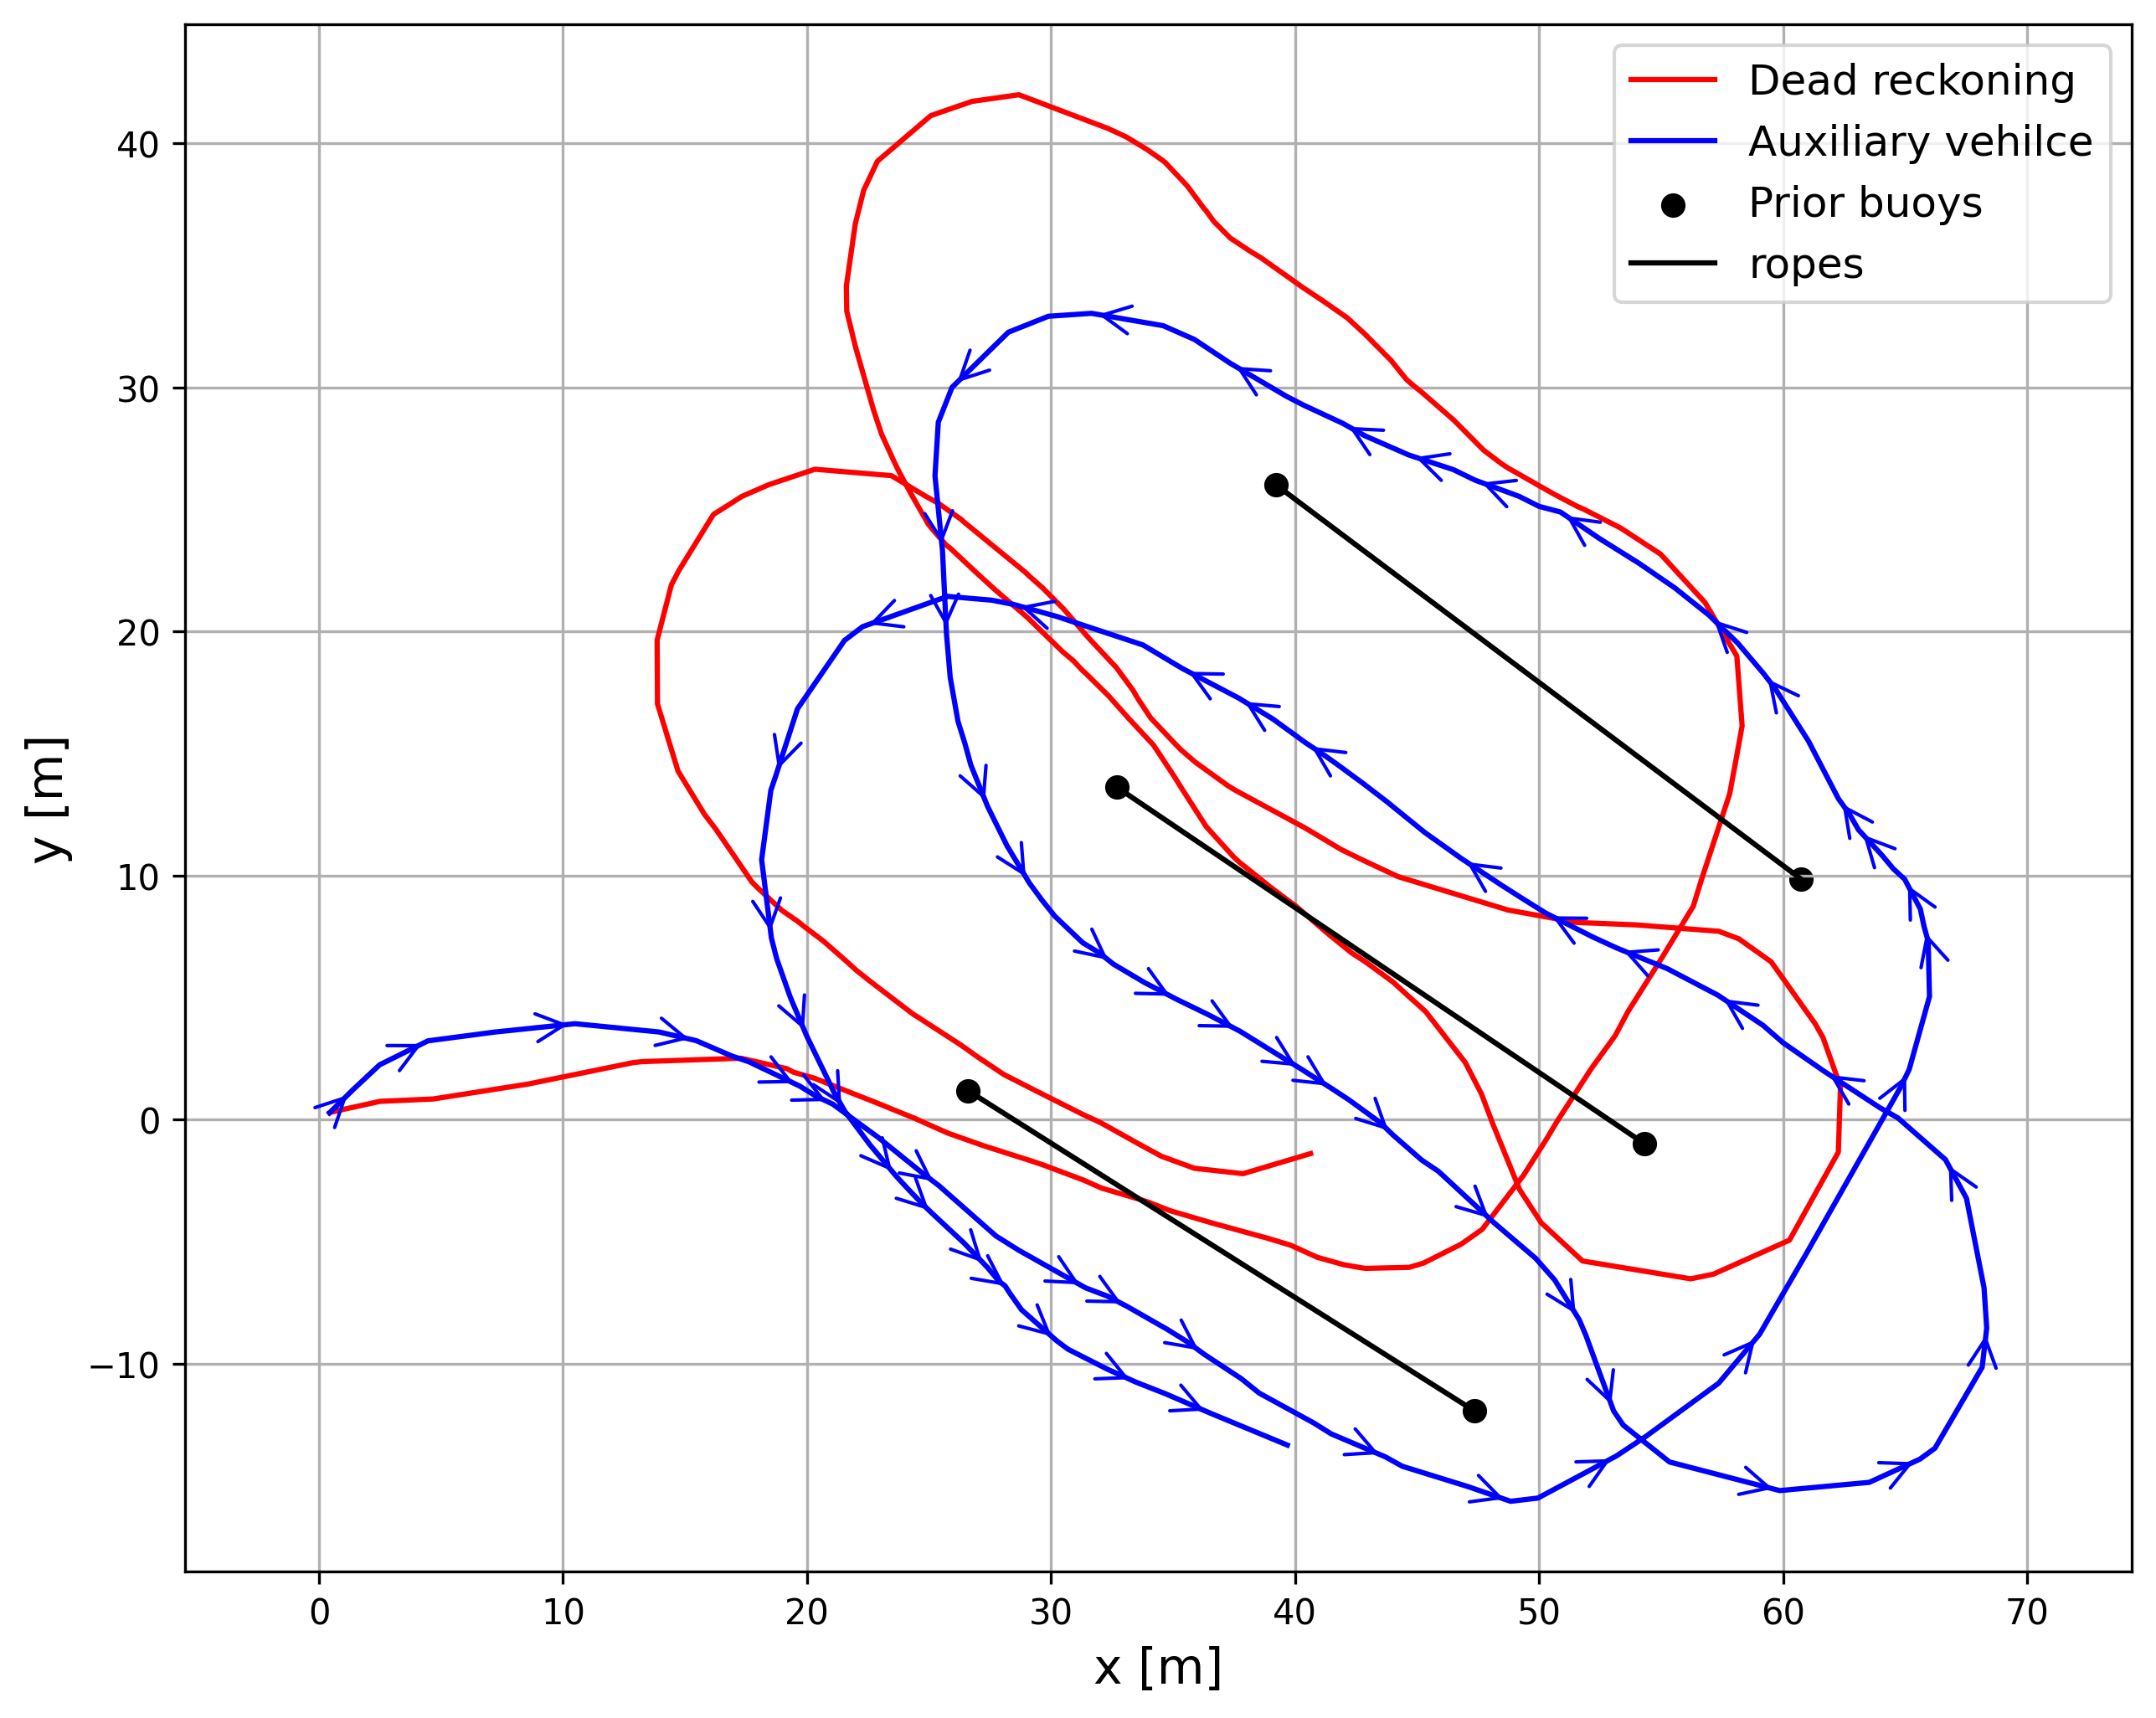 Dead reckoning
Auxiliary vehilce
Prior buoys
ropes
40
30
20
10
0
−10
y [m]
0 10 20 30 40 50 60 70
x [m]